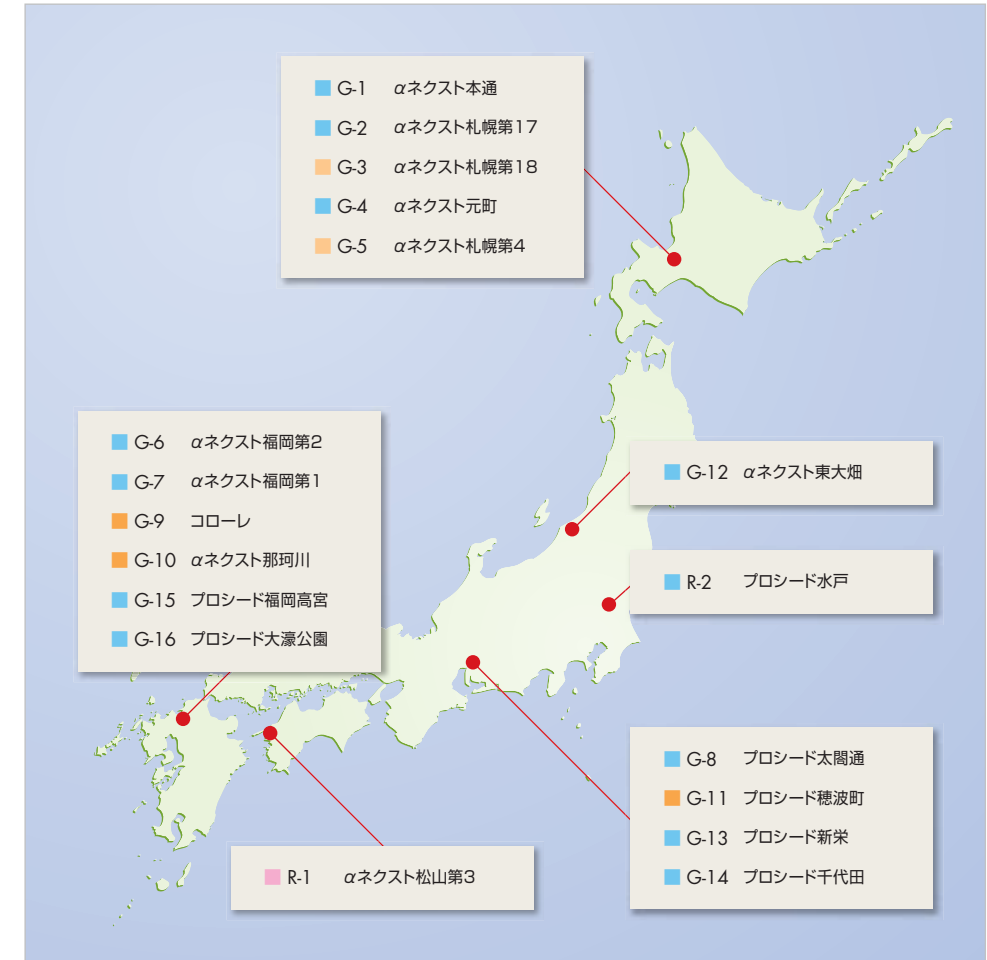 G-1 αネクスト本通
G-2 αネクスト札幌第17
G-3 αネクスト札幌第18
G-4 αネクスト元町
G-5 αネクスト札幌第4
G-6 αネクスト福岡第2
G-7 αネクスト福岡第1
G-9 コローレ
G-10 αネクスト那珂川
G-15 プロシード福岡高宮
G-16 プロシード大濠公園
G-12 αネクスト東大畑
R-2 プロシード水戸
G-8 プロシード太閤通
G-11 プロシード穂波町
G-13 プロシード新栄
G-14 プロシード千代田
R-1 αネクスト松山第3